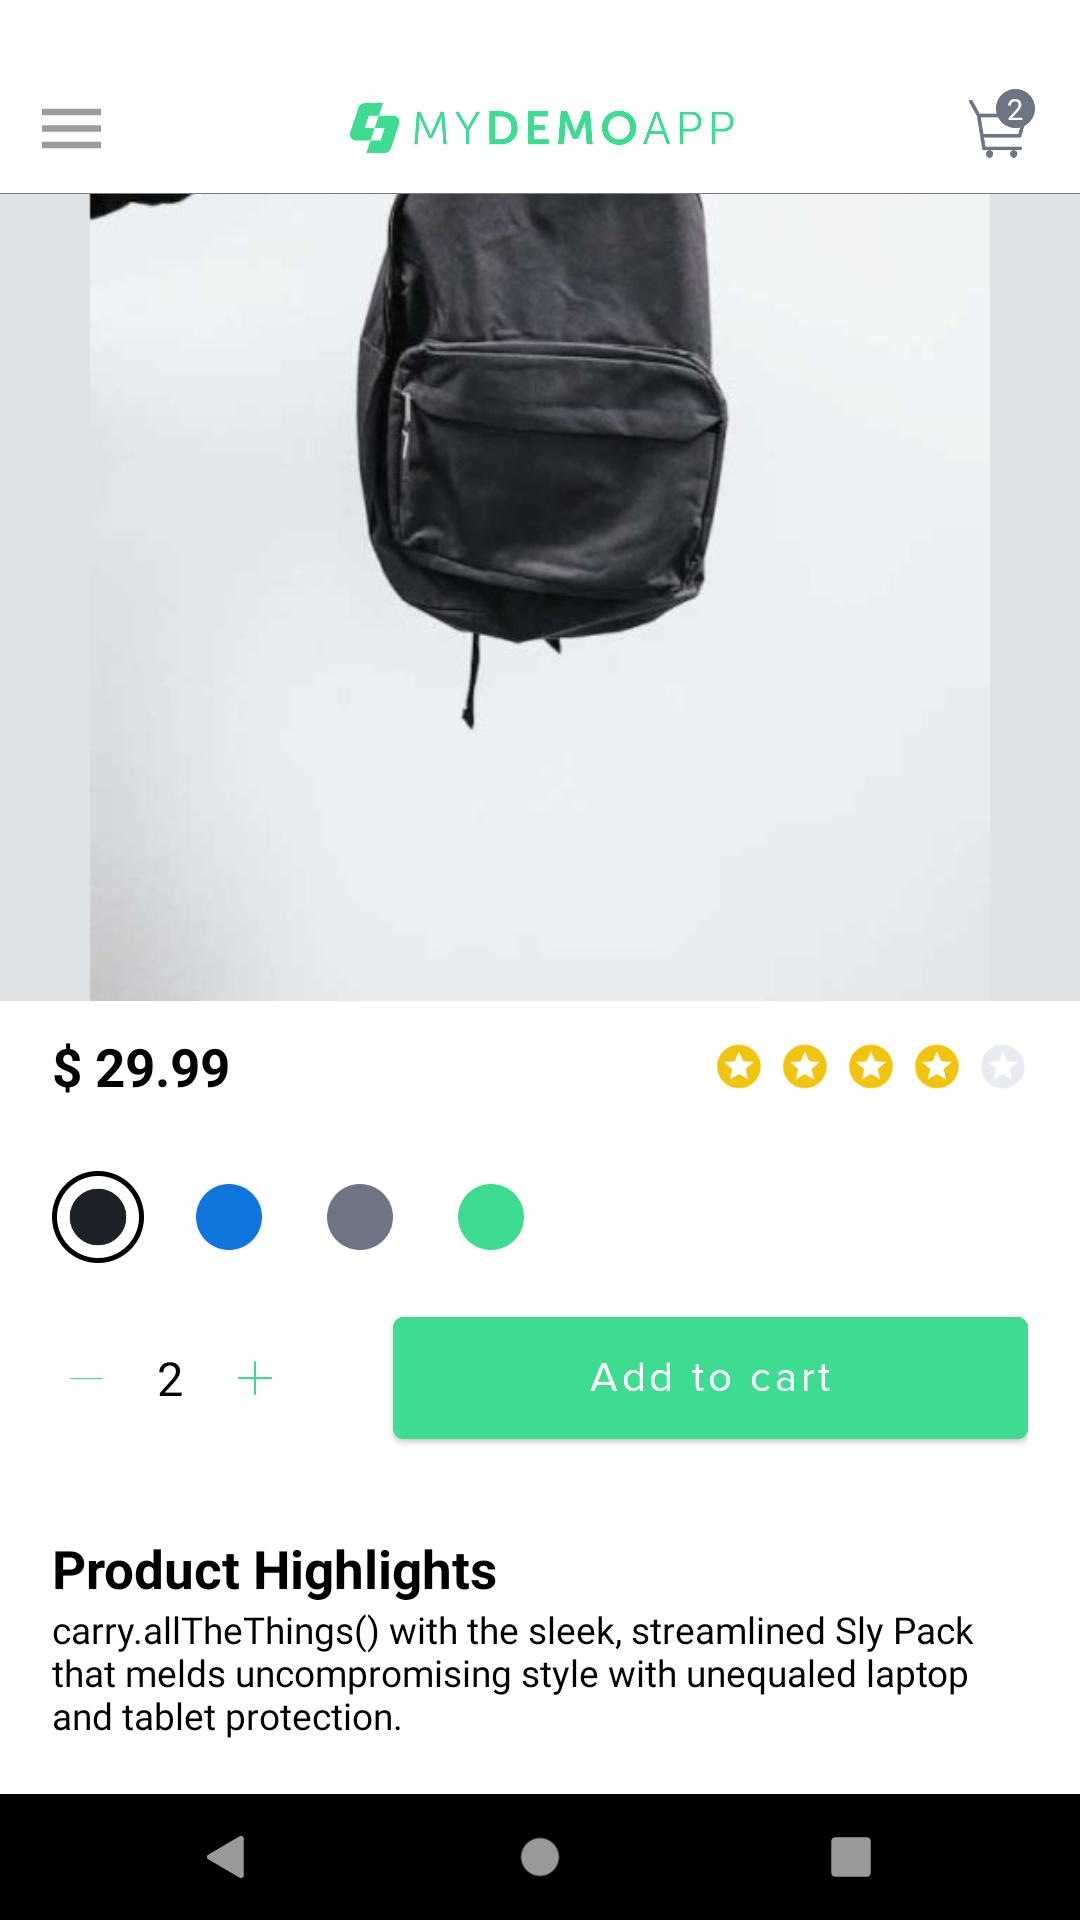 MYDEMOAPP
2
$ 29.99
2
Add to cart
Product Highlights
carry.allTheThings() with the sleek, streamlined Sly Pack
that melds uncompromising style with unequaled laptop
and tablet protection.